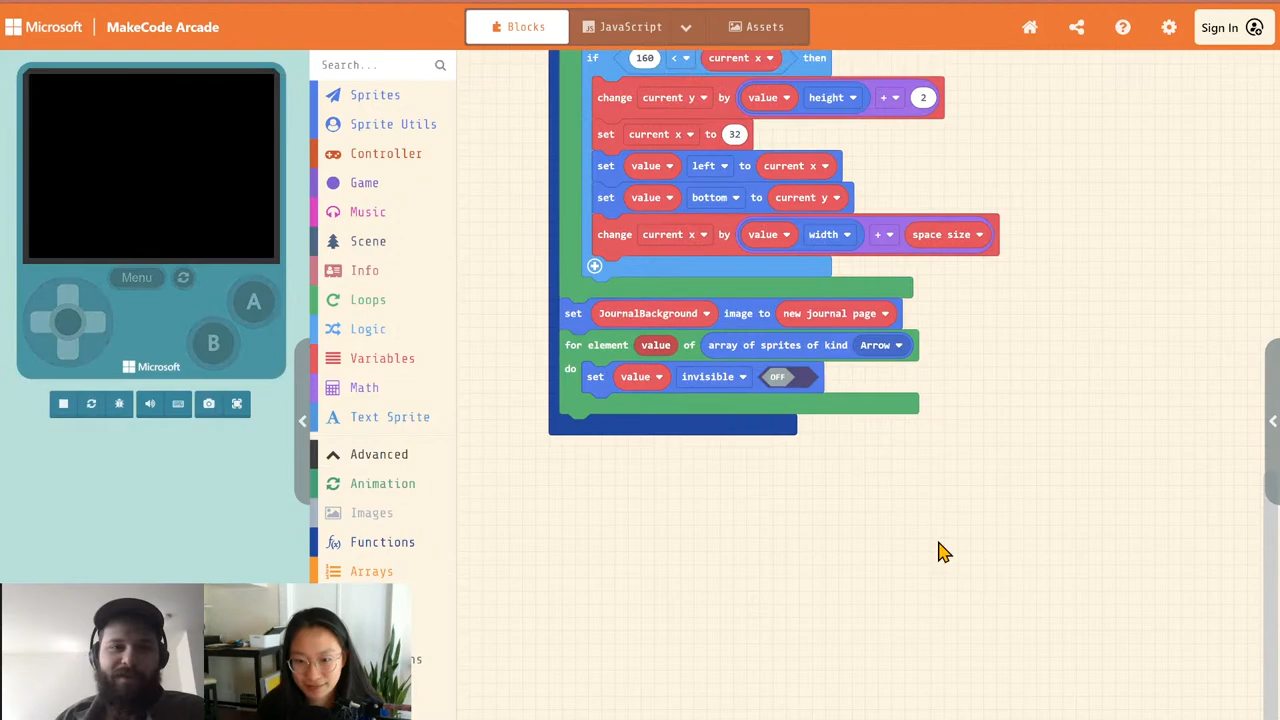 Microsoft MakeCode Arcade Blocks JavaScript Assets Sign In
Search...
Sprites
Sprite Utils
Controller
Game
Music
Scene
Info
Loops
Logic
Variables
Math
Text Sprite
Advanced
Animation
Images
Functions
Arrays
ns
Menu
A
B
Microsoft
if 160 < current x then
change current y by value height + 2
set current x to 32
set value left to current x
set value bottom to current y
change current x by value width + space size
set JournalBackground image to new journal page
for element value of array of sprites of kind Arrow
do set value invisible OFF